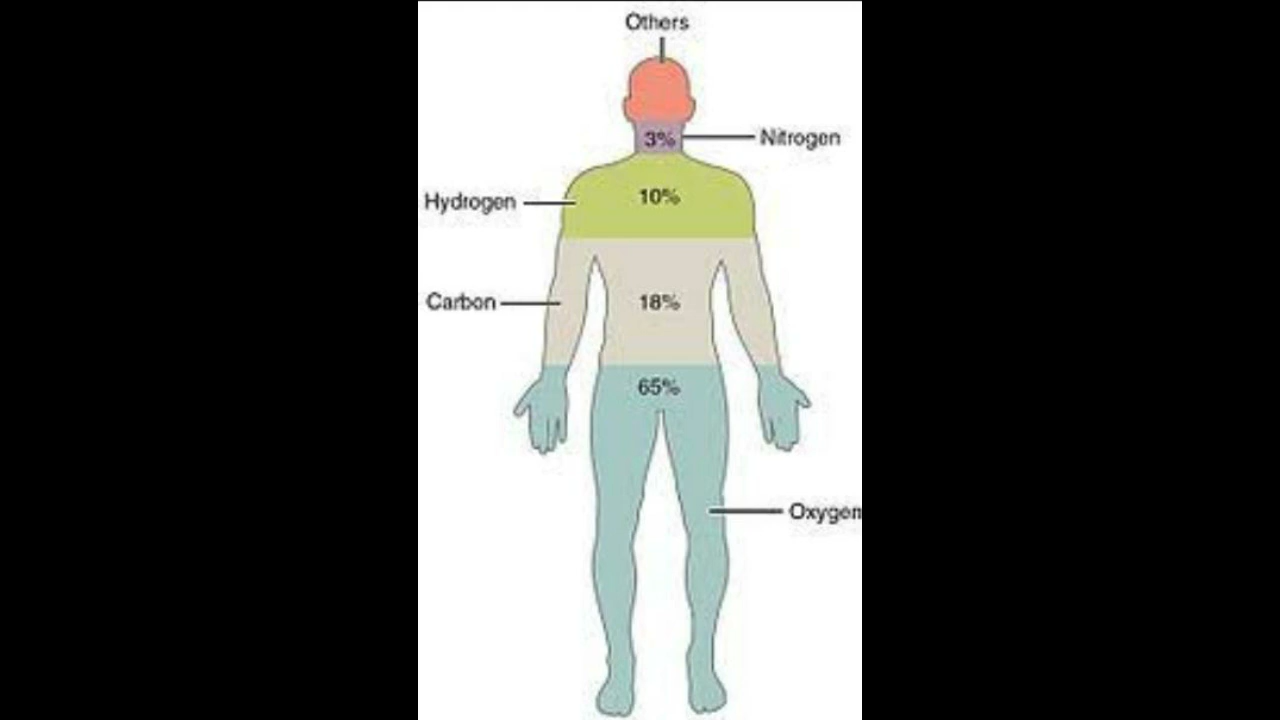 Others
3%
Nitrogen
10%
Hydrogen
Carbon
18%
65%
Oxygen